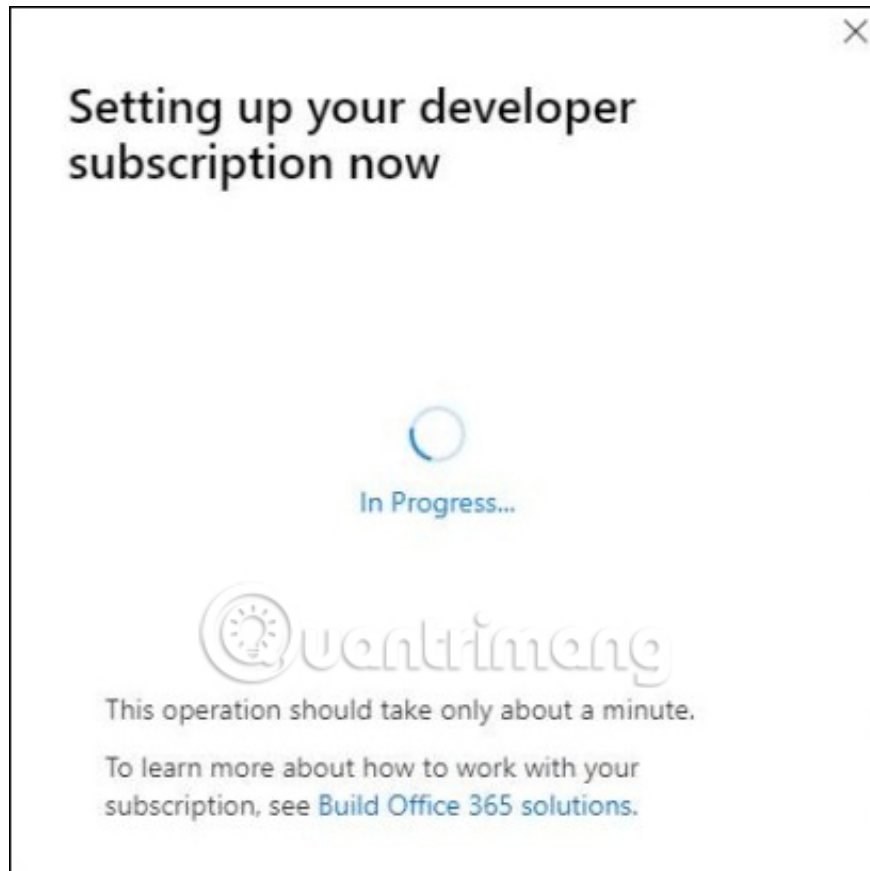 Setting up your developer
subscription now
In Progress...
Quantrimang
This operation should take only about a minute.
To learn more about how to work with your
subscription, see Build Office 365 solutions.